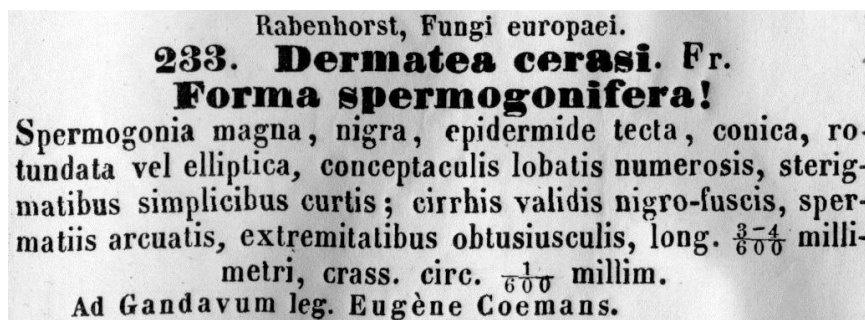 Rabenhorst, Fungi europaei.
233. Dermatea cerasi. Fr.
Forma spermogonifera!
Spermogonia magna, nigra, epidermide tecta, conica, ro-
tundata vel elliptica, conceptaculis lobatis numerosis, sterig-
matibus simplicibus curtis; cirrhis validis nigro-fuscis, sper-
matiis arcuatis, extremitatibus obtusiusculis, long. 3-4/600 milli-
metri, crass. circ. 1/600 millim.
Ad Gandavum leg. Eugène Coemans.